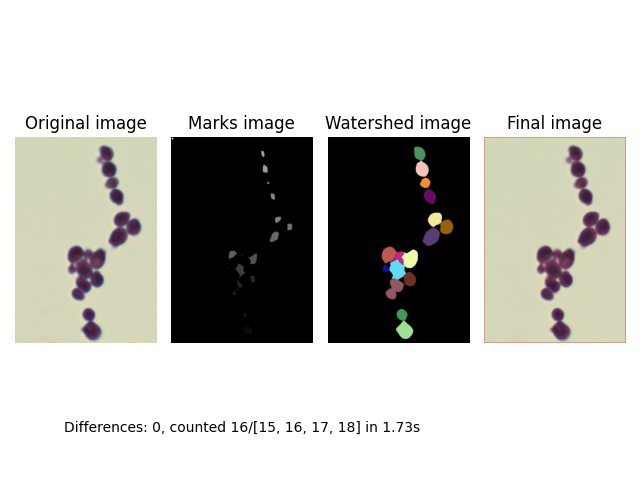 Original image
Marks image
Watershed image
Final image
Differences: 0, counted 16/[15, 16, 17, 18] in 1.73s